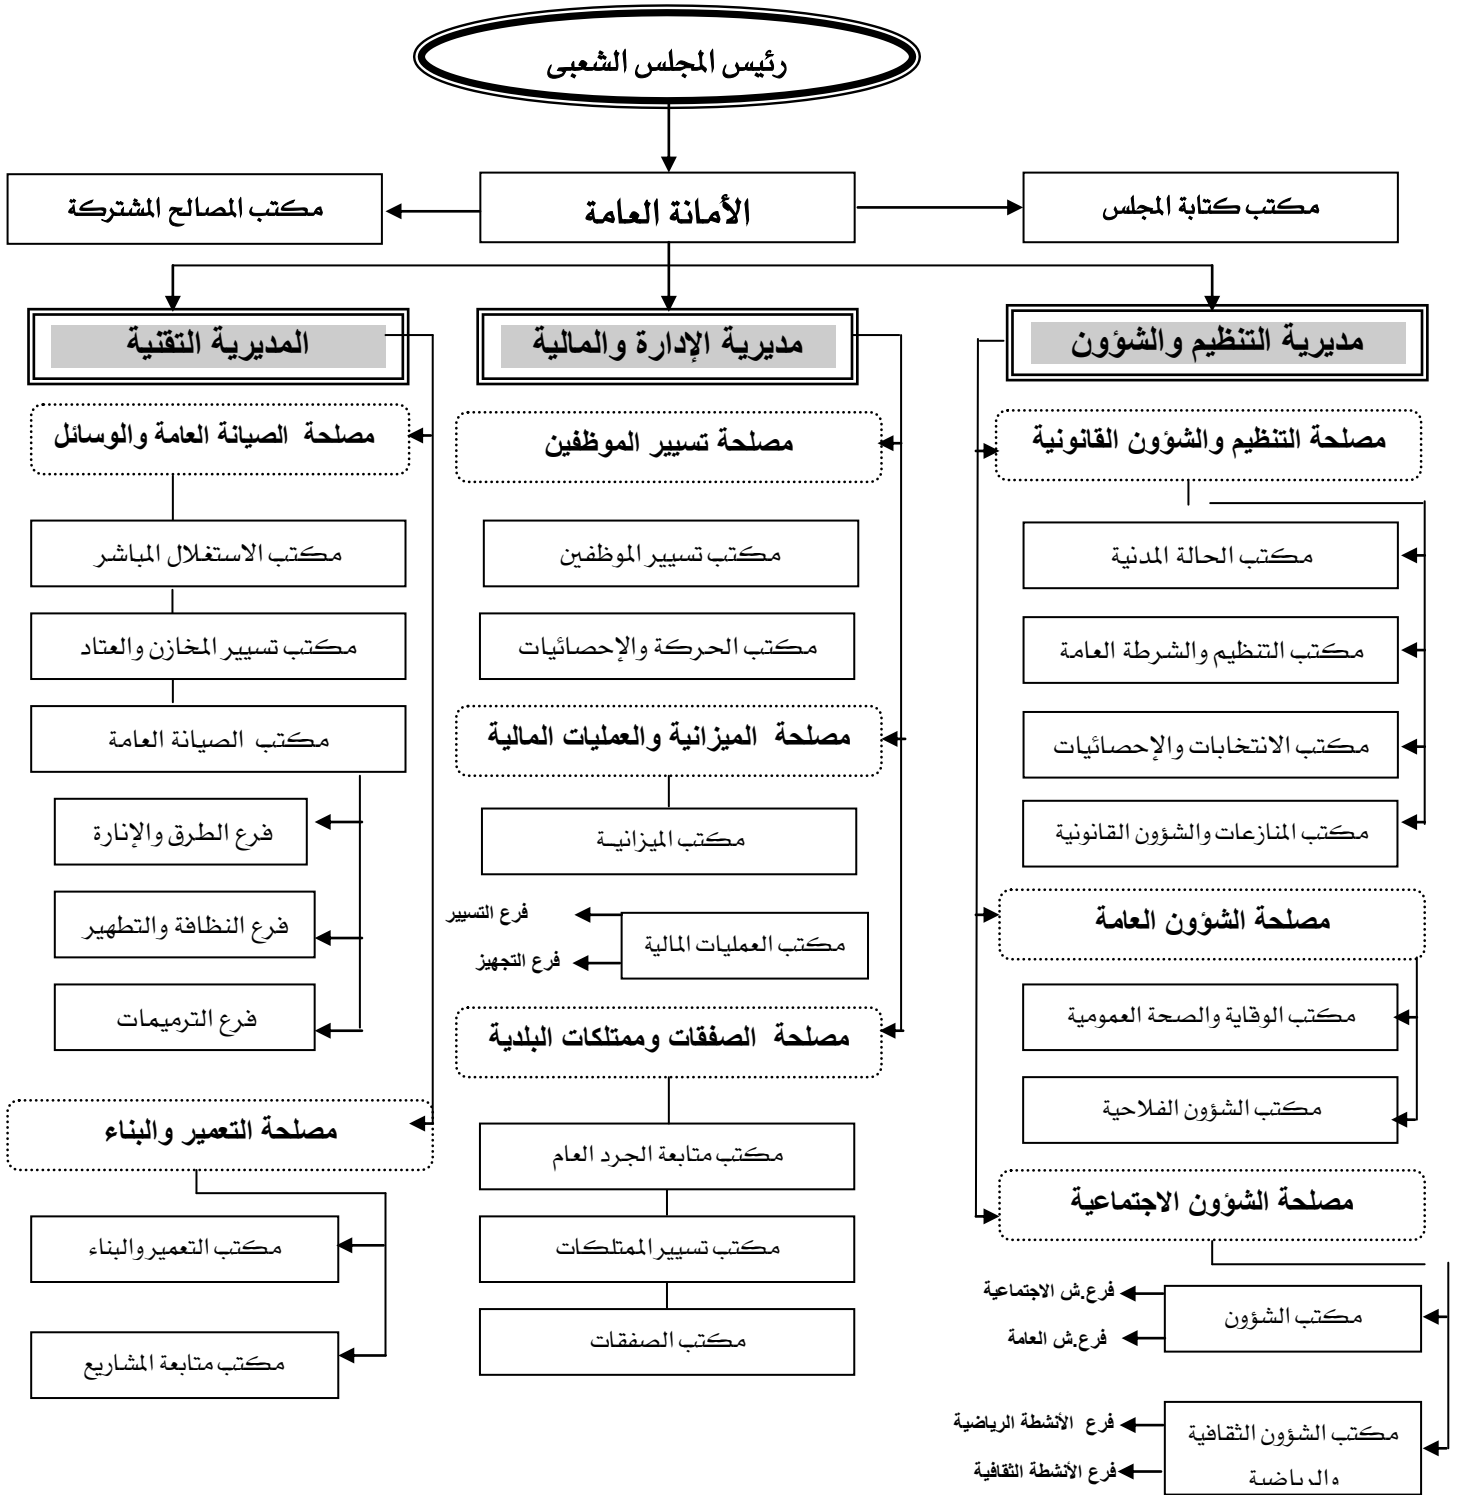 رئيس المجلس الشعبى
مكتب كتابة المجلس
الأمانة العامة
مكتب المصالح المشتركة
مديرية التنظيم والشؤون
مديرية الإدارة والمالية
المديرية التقنية
مصلحة التنظيم والشؤون القانونية
مكتب الحالة المدنية
مكتب التنظيم والشرطة العامة
مكتب الانتخابات والإحصائيات
مكتب المنازعات والشؤون القانونية
مصلحة الشؤون العامة
مكتب الوقاية والصحة العمومية
مكتب الشؤون الفلاحية
مصلحة الشؤون الاجتماعية
مكتب الشؤون
فرع.ش الاجتماعية
فرع.ش العامة
مكتب الشؤون الثقافية
والرياضية
فرع الأنشطة الرياضية
فرع الأنشطة الثقافية
مصلحة تسيير الموظفين
مكتب تسيير الموظفين
مكتب الحركة والإحصائيات
مصلحة الميزانية والعمليات المالية
مكتب الميزانيـة
مكتب العمليات المالية
فرع التسيير
فرع التجهيز
مصلحة الصفقات وممتلكات البلدية
مكتب متابعة الجرد العام
مكتب تسيير الممتلكات
مكتب الصفقات
مصلحة الصيانة العامة والوسائل
مكتب الاستغلال المباشر
مكتب تسيير المخازن والعتاد
مكتب الصيانة العامة
فرع الطرق والإنارة
فرع النظافة والتطهير
فرع الترميمات
مصلحة التعمير والبناء
مكتب التعمير والبناء
مكتب متابعة المشاريع